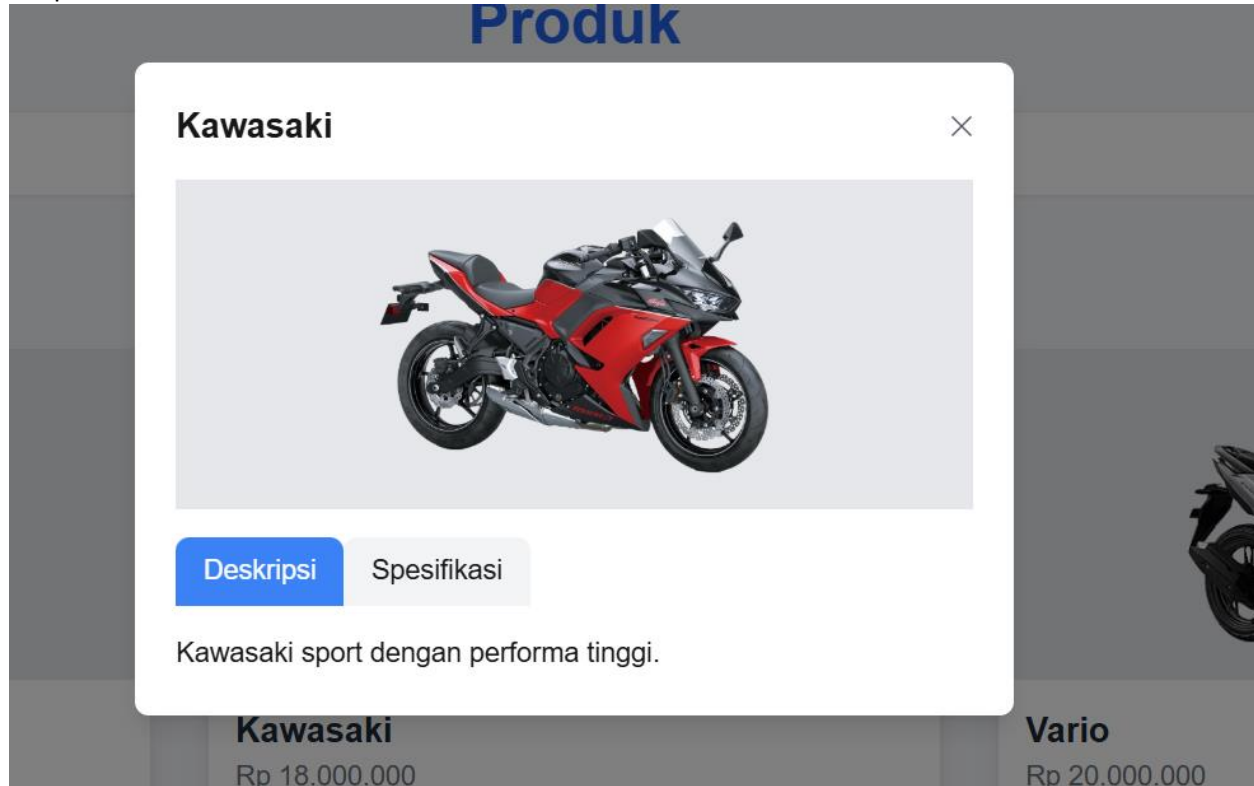 Produk
Kawasaki
Deskripsi Spesifikasi
Kawasaki sport dengan performa tinggi.
Kawasaki Vario
Rp 18.000.000 Rp 20.000.000